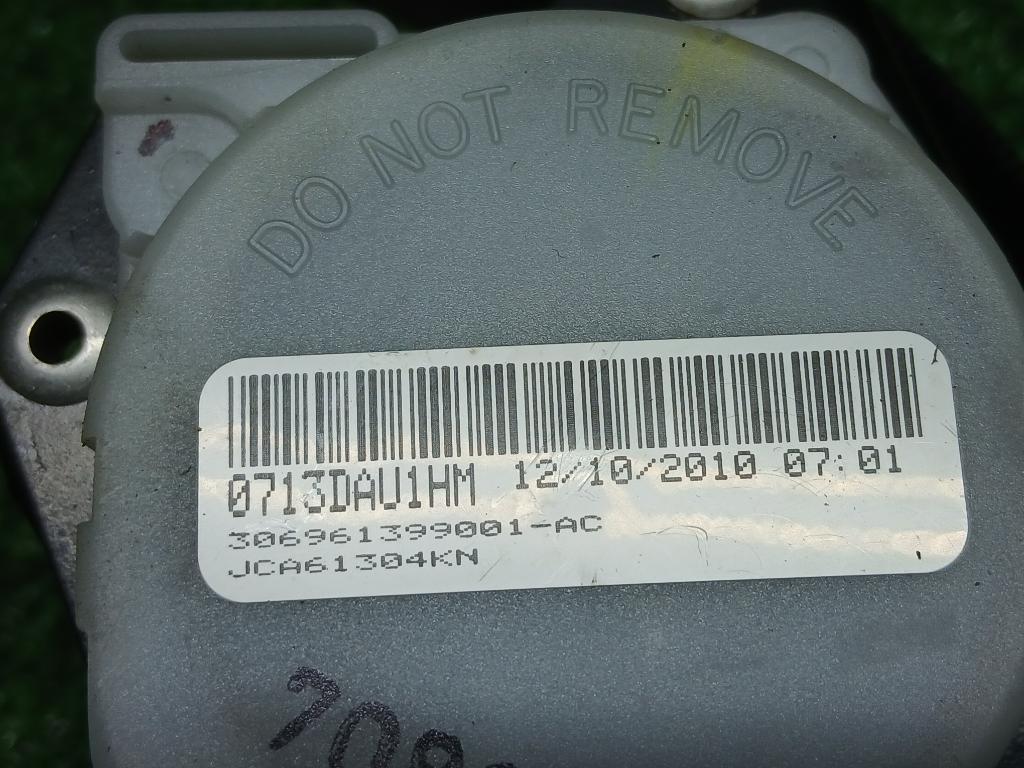 DO NOT REMOVE
0713DAU1HM 12/10/2010 07:01
306961399001-AC
JCA61304KN